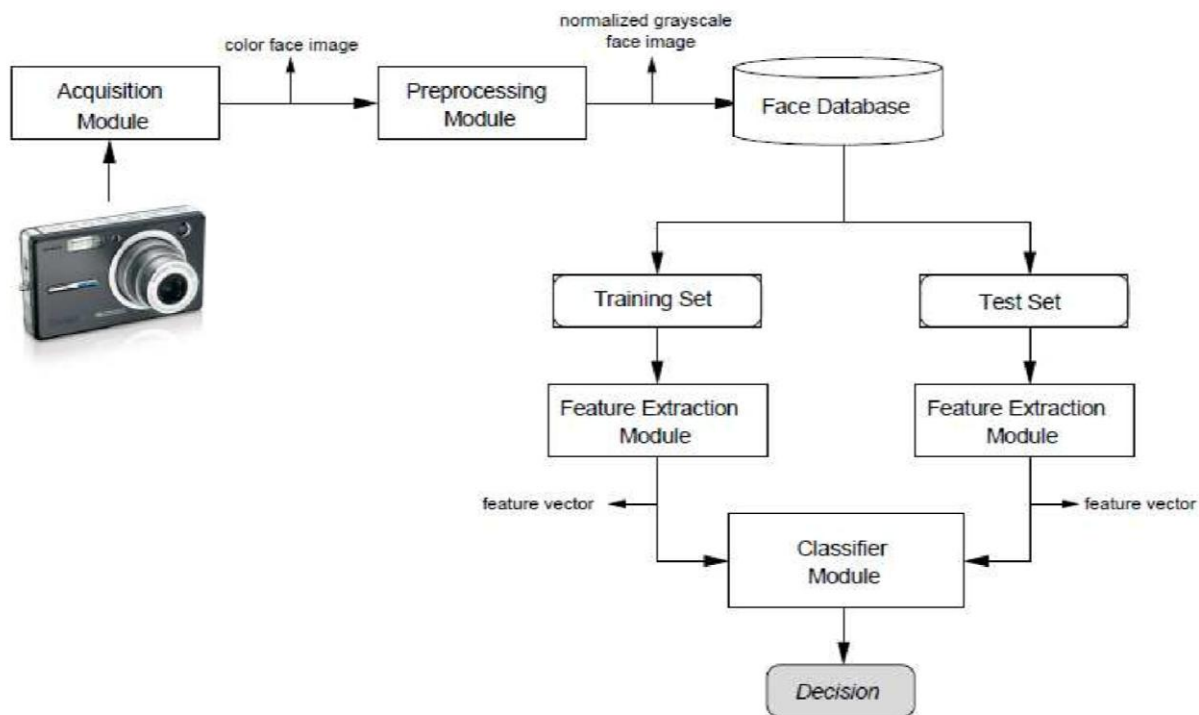 color face image
normalized grayscale
face image
Acquisition
Module
Preprocessing
Module
Face Database
Training Set
Test Set
Feature Extraction
Module
Feature Extraction
Module
feature vector
feature vector
Classifier
Module
Decision